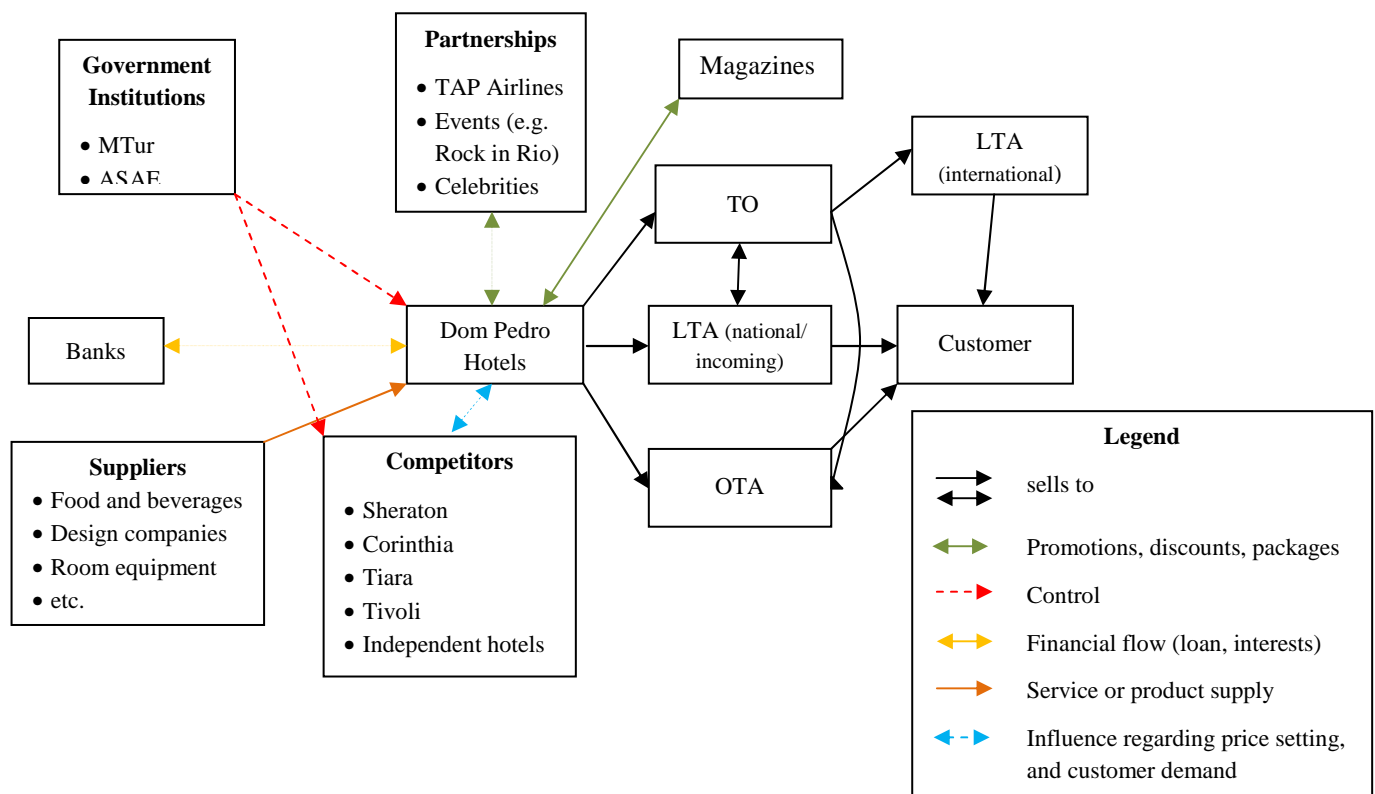 Government
Institutions
• MTur
• ASAE
Partnerships
• TAP Airlines
• Events (e.g.
Rock in Rio)
• Celebrities
Magazines
LTA
(international)
TO
Banks
Dom Pedro
Hotels
LTA (national/
incoming)
Customer
Suppliers
• Food and beverages
• Design companies
• Room equipment
• etc.
Competitors
• Sheraton
• Corinthia
• Tiara
• Tivoli
• Independent hotels
OTA
Legend
sells to
Promotions, discounts, packages
Control
Financial flow (loan, interests)
Service or product supply
Influence regarding price setting,
and customer demand